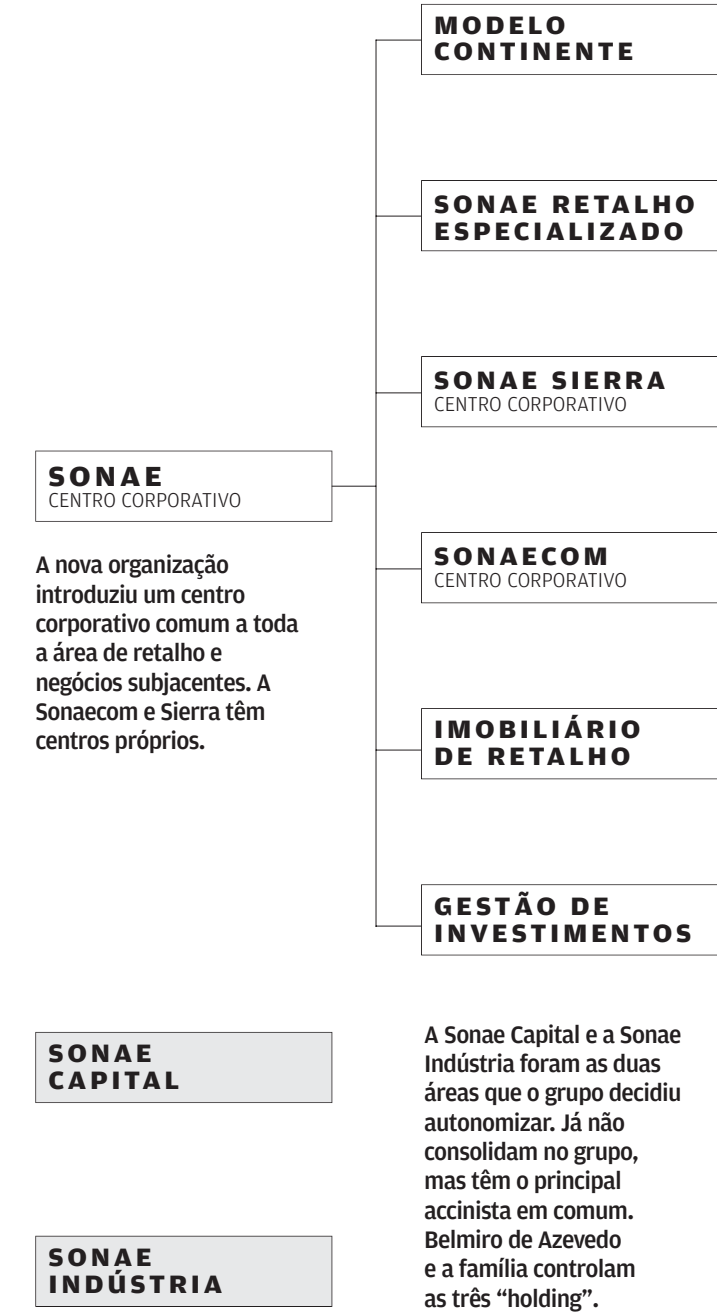 MODELO
CONTINENTE
SONAE RETALHO
ESPECIALIZADO
SONAE SIERRA
CENTRO CORPORATIVO
SONAE
CENTRO CORPORATIVO
A nova organização
introduziu um centro
corporativo comum a toda
a área de retalho e
negócios subjacentes. A
Sonaecom e Sierra têm
centros próprios.
SONAECOM
CENTRO CORPORATIVO
IMOBILIÁRIO
DE RETALHO
GESTÃO DE
INVESTIMENTOS
SONAE
CAPITAL
SONAE
INDÚSTRIA
A Sonae Capital e a Sonae
Indústria foram as duas
áreas que o grupo decidiu
autonomizar. Já não
consolidam no grupo,
mas têm o principal
accinista em comum.
Belmiro de Azevedo
e a família controlam
as três “holding”.